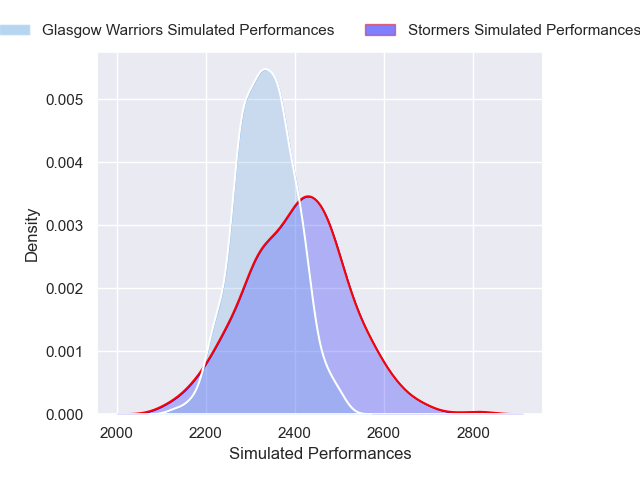 Glasgow Warriors Simulated Performances
Stormers Simulated Performances
0.005
0.004
0.003
0.002
0.001
0.000
Density
2000 2200 2400 2600 2800
Simulated Performances